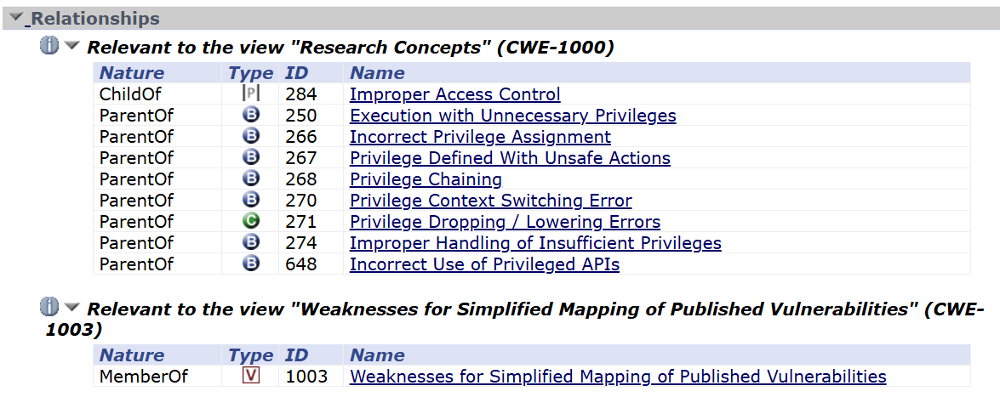 Relationships
Relevant to the view "Research Concepts" (CWE-1000)
Nature Type ID Name
ChildOf P 284 Improper Access Control
ParentOf B 250 Execution with Unnecessary Privileges
ParentOf B 266 Incorrect Privilege Assignment
ParentOf B 267 Privilege Defined With Unsafe Actions
ParentOf B 268 Privilege Chaining
ParentOf B 270 Privilege Context Switching Error
ParentOf C 271 Privilege Dropping / Lowering Errors
ParentOf B 274 Improper Handling of Insufficient Privileges
ParentOf B 648 Incorrect Use of Privileged APIs
Relevant to the view "Weaknesses for Simplified Mapping of Published Vulnerabilities" (CWE-
1003)
Nature Type ID Name
MemberOf V 1003 Weaknesses for Simplified Mapping of Published Vulnerabilities